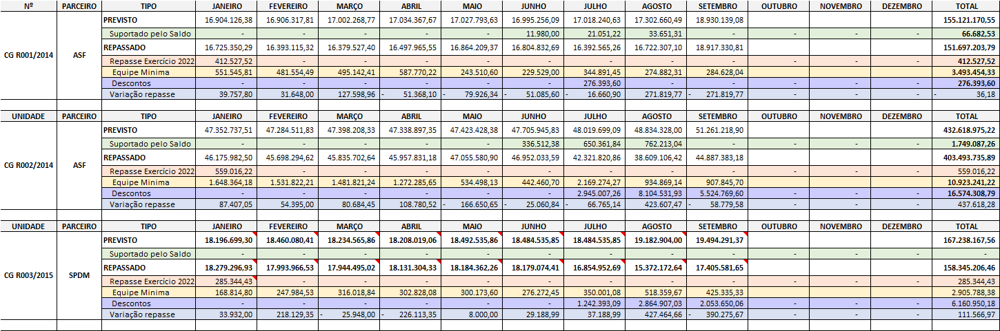 Nº PARCEIRO TIPO JANEIRO FEVEREIRO MARÇO ABRIL MAIO JUNHO JULHO AGOSTO SETEMBRO OUTUBRO NOVEMBRO DEZEMBRO TOTAL
PREVISTO 16.904.126,38 16.906.317,81 17.002.268,77 17.034.367,67 17.027.793,63 16.995.256,09 17.018.240,63 17.302.660,49 18.930.139,08 155.121.170,55
Suportado pelo Saldo - - - - - 11.980,00 21.051,22 33.651,31 - - - - 66.682,53
REPASSADO 16.725.350,29 16.393.115,32 16.379.527,40 16.497.965,55 16.864.209,37 16.804.832,69 16.392.565,26 16.722.307,10 18.917.330,81 151.697.203,79
CG R001/2014 ASF
Repasse Exercício 2022 412.527,52 - - - - - - - - - - - 412.527,52
Equipe Minima 551.545,81 481.554,49 495.142,41 587.770,22 243.510,60 229.529,00 344.891,45 274.882,31 284.628,04 3.493.454,33
Descontos - - - - - - 276.393,60 - - - - - 276.393,60
Variação repasse 39.757,80 31.648,00 127.598,96 - 51.368,10 - 79.926,34 - 51.085,60 - 16.660,90 271.819,77 - 271.819,77 - - - - 36,18
UNIDADE PARCEIRO TIPO JANEIRO FEVEREIRO MARÇO ABRIL MAIO JUNHO JULHO AGOSTO SETEMBRO OUTUBRO NOVEMBRO DEZEMBRO TOTAL
PREVISTO 47.352.737,51 47.284.511,83 47.398.208,33 47.338.897,35 47.423.428,38 47.705.945,83 48.019.699,09 48.834.328,00 51.261.218,90 432.618.975,22
Suportado pelo Saldo - - - - - 336.512,38 650.361,84 762.213,04 - - - - 1.749.087,26
REPASSADO 46.175.982,50 45.698.294,62 45.835.702,64 45.957.831,18 47.055.580,90 46.952.033,59 42.321.820,86 38.609.106,42 44.887.383,18 403.493.735,89
CG R002/2014 ASF
Repasse Exercício 2022 559.016,22 - - - - - - - - - - - 559.016,22
Equipe Minima 1.648.364,18 1.531.822,21 1.481.821,24 1.272.285,65 534.498,13 442.460,70 2.169.274,27 934.869,14 907.845,70 10.923.241,22
Descontos - - - - - - 2.945.007,26 8.104.531,93 5.524.769,60 - - - 16.574.308,79
Variação repasse 87.407,05 54.395,00 80.684,45 108.780,52 - 166.650,65 - 25.060,84 - 66.765,14 423.607,47 - 58.779,58 - - - 437.618,28
UNIDADE PARCEIRO TIPO JANEIRO FEVEREIRO MARÇO ABRIL MAIO JUNHO JULHO AGOSTO SETEMBRO OUTUBRO NOVEMBRO DEZEMBRO TOTAL
PREVISTO 18.196.699,30 18.460.080,41 18.234.565,86 18.208.019,06 18.492.535,86 18.484.535,85 18.484.535,85 19.182.904,00 19.494.291,37 167.238.167,56
Suportado pelo Saldo - - - - - - - - - - - - -
REPASSADO 18.279.296,93 17.993.966,53 17.944.495,02 18.131.304,33 18.184.362,26 18.179.074,41 16.854.952,69 15.372.172,64 17.405.581,65 158.345.206,46
CG R003/2015 SPDM
Repasse Exercício 2022 285.344,43 - - - - - - - - - - - 285.344,43
Equipe Minima 168.814,80 247.984,53 316.018,84 302.828,08 300.173,60 276.272,45 350.001,08 518.359,67 425.335,33 2.905.788,38
Descontos - - - - - - 1.242.393,09 2.864.907,03 2.053.650,06 - - - 6.160.950,18
Variação repasse 33.932,00 218.129,35 - 25.948,00 - 226.113,35 8.000,00 29.188,99 37.188,99 427.464,66 - 390.275,67 - - - 111.566,97